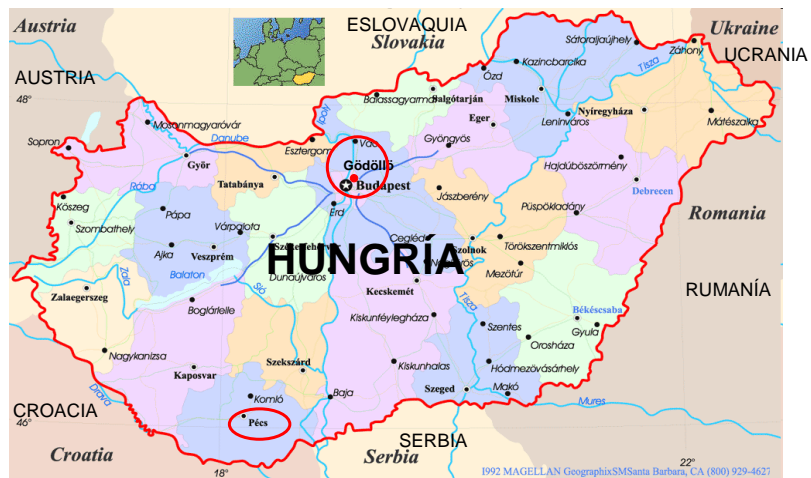 Austria
ESLOVAQUIA
Slovakia
Ukraine
UCRANIA
AUSTRIA
48°
Sátoraljaújhely
Záhony
Tisza
Kazincbarcika
Ózd
Balassagyarmat
Salgótarján
Miskolc
Leninváros
Nyíregyháza
Mátészalka
Mosonmagyaróvár
Danube
Ipoly
Vác
Eger
Gyöngyös
Sopron
Esztergom
Győr
Gödölló
Hajdúböszörmény
Tatabánya
Budapest
Jászberény
Debrecen
Rába
Kőszeg
Pápa
Érd
Püspökladány
Szombathely
Várpalota
Romania
Ajka
Veszprém
Székesfehérvár
Cegléd
Szolnok
Törökszentmiklós
HUNGRÍA
Zala
Balaton
Dunaújváros
Mezőtúr
Zalaegerszeg
Sió
Kecskemét
RUMANÍA
Boglárlelle
Tisza
Békéscsaba
Kiskunfélegyháza
Szentes
Gyula
Orosháza
Nagykanizsa
Szekszárd
Kaposvar
Kiskunhalas
Hódmezővásárhely
Drava
Komló
Baja
Szeged
Makó
Mures
CROACIA
46°
Pécs
SERBIA
Croatia
Serbia
18°
22°
1992 MAGELLAN GeographixSMSanta Barbara, CA (800) 929-4627